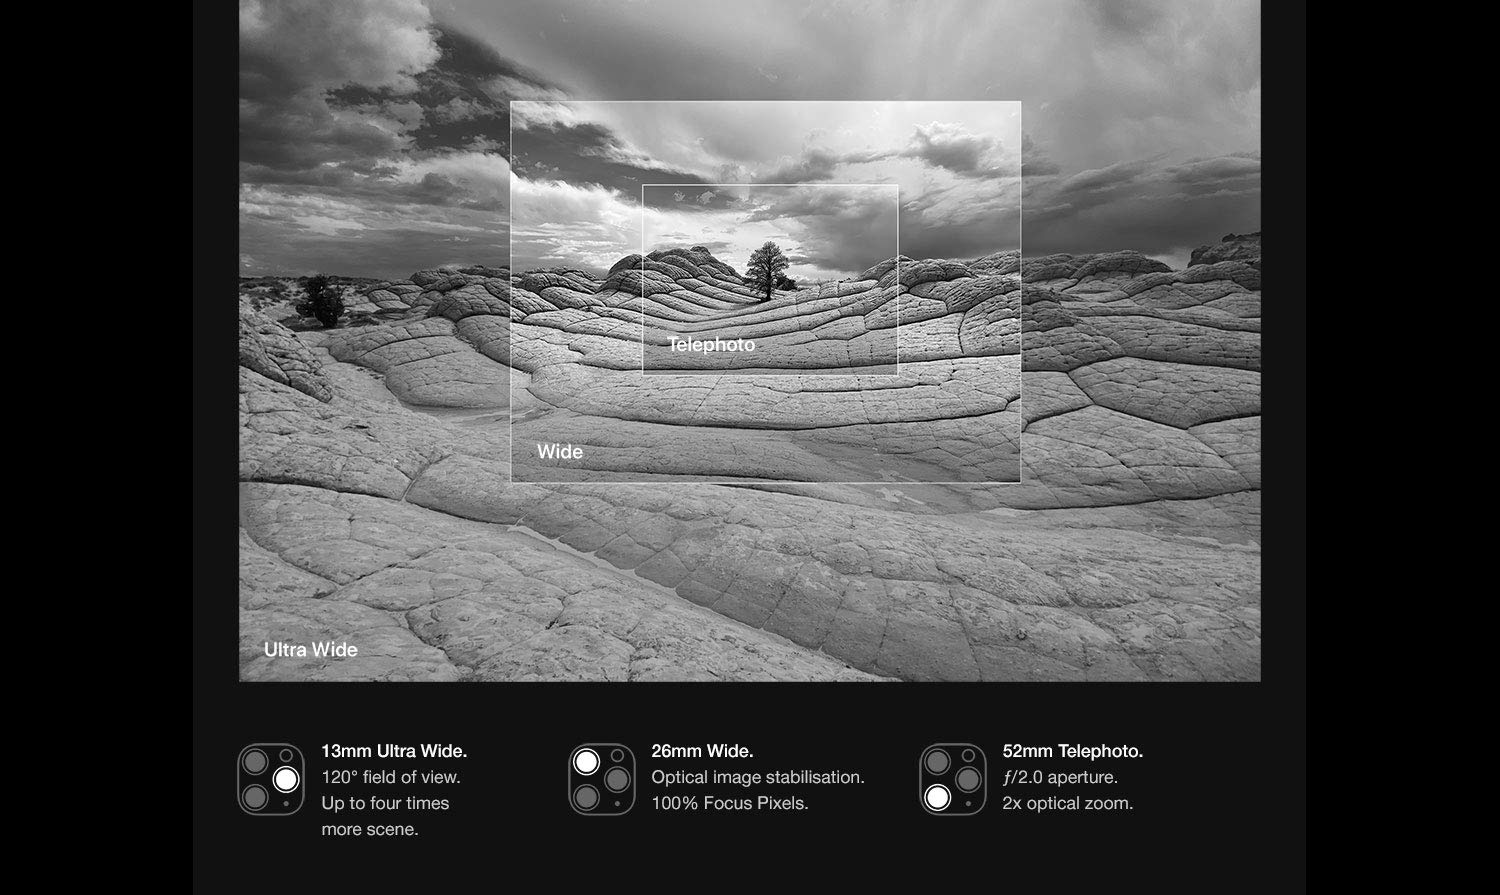 Telephoto
Wide
Ultra Wide
13mm Ultra Wide.
120° field of view.
Up to four times
more scene.
26mm Wide.
Optical image stabilisation.
100% Focus Pixels.
52mm Telephoto.
ƒ/2.0 aperture.
2x optical zoom.